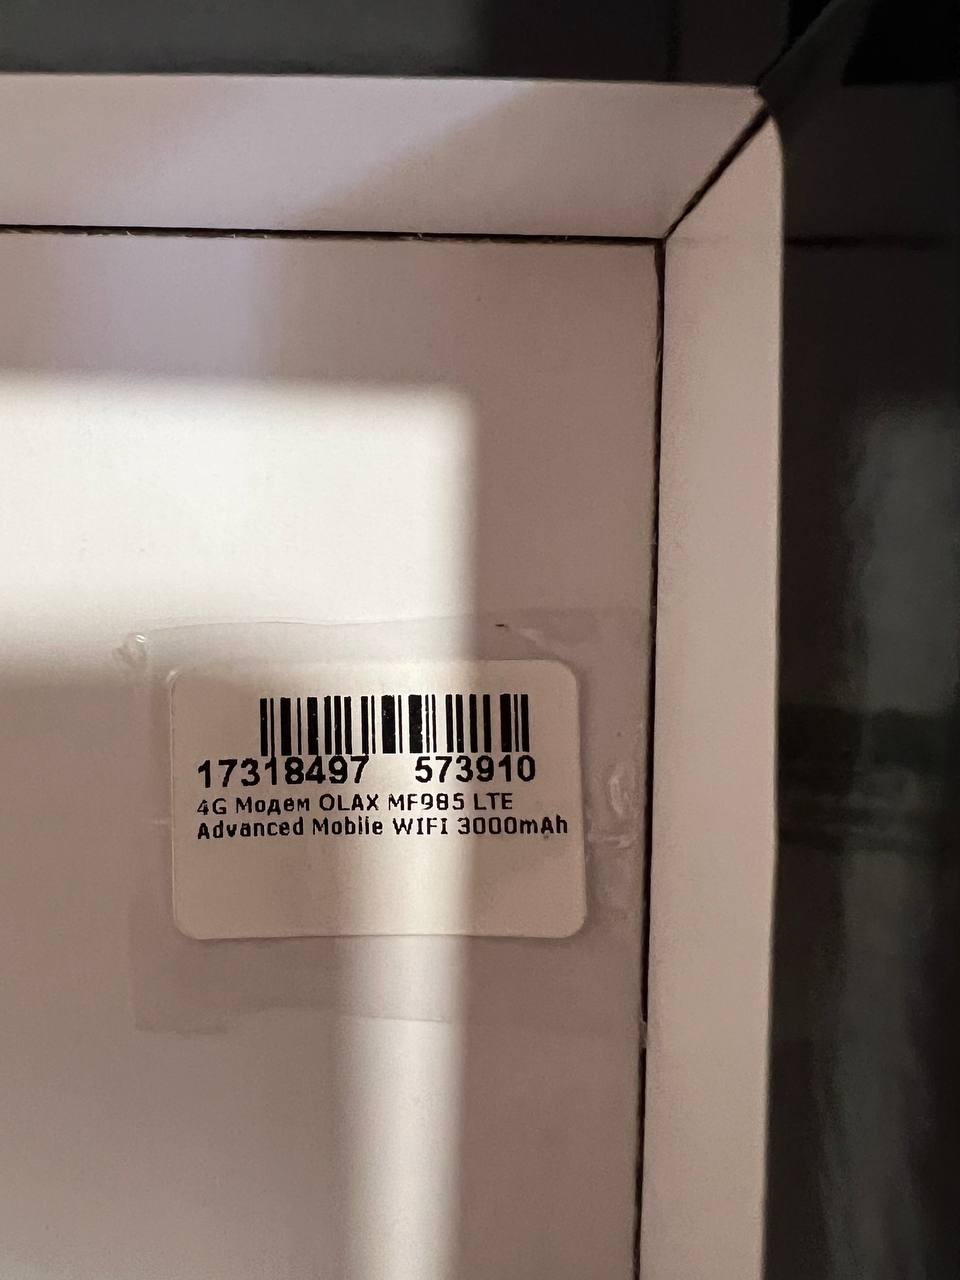 17318497 573910
4G Модем OLAX MF985 LTE
Advanced Mobile WIFI 3000mAh